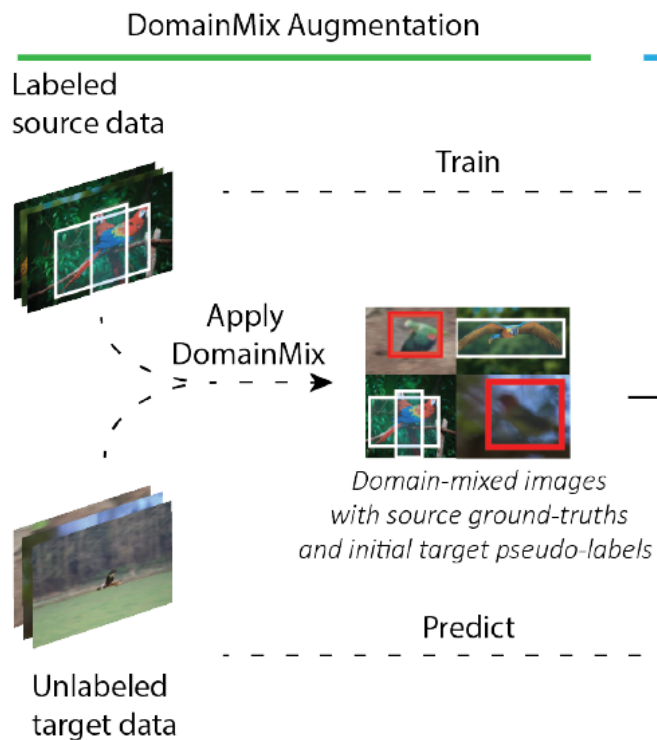 DomainMix Augmentation
Labeled
source data
Train
Apply
DomainMix
Domain-mixed images
with source ground-truths
and initial target pseudo-labels
Predict
Unlabeled
target data